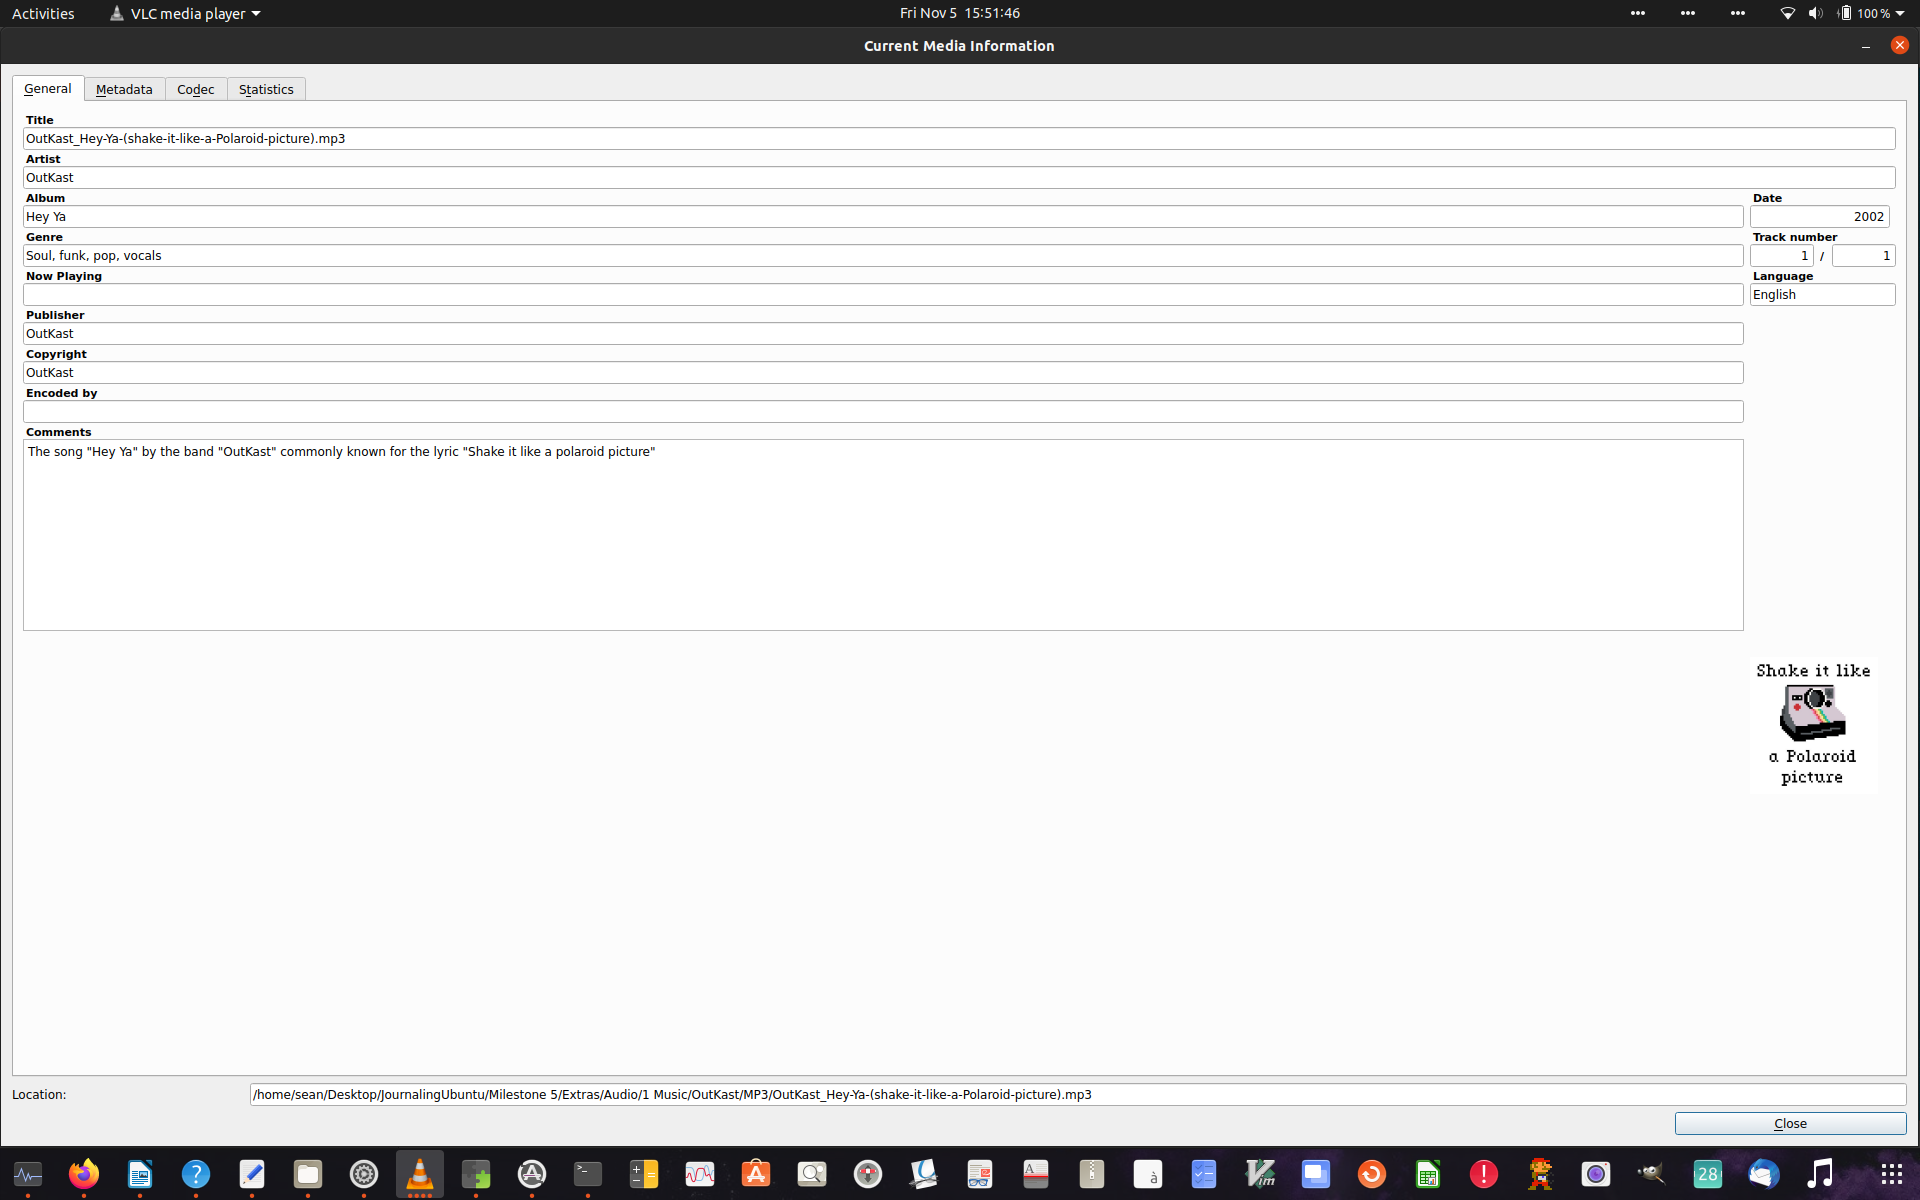 Activities VLC media player Fri Nov 5 15:51:46 100 %
Current Media Information
General Metadata Codec Statistics
Title
OutKast_Hey-Ya-(shake-it-like-a-Polaroid-picture).mp3
Artist
OutKast
Album Date
Hey Ya 2002
Genre Track number
Soul, funk, pop, vocals 1 / 1
Now Playing Language
English
Publisher
OutKast
Copyright
OutKast
Encoded by
Comments
The song "Hey Ya" by the band "OutKast" commonly known for the lyric "Shake it like a polaroid picture"
Shake it like
a Polaroid
picture
Location: /home/sean/Desktop/JournalingUbuntu/Milestone 5/Extras/Audio/1 Music/OutKast/MP3/OutKast_Hey-Ya-(shake-it-like-a-Polaroid-picture).mp3
Close
28